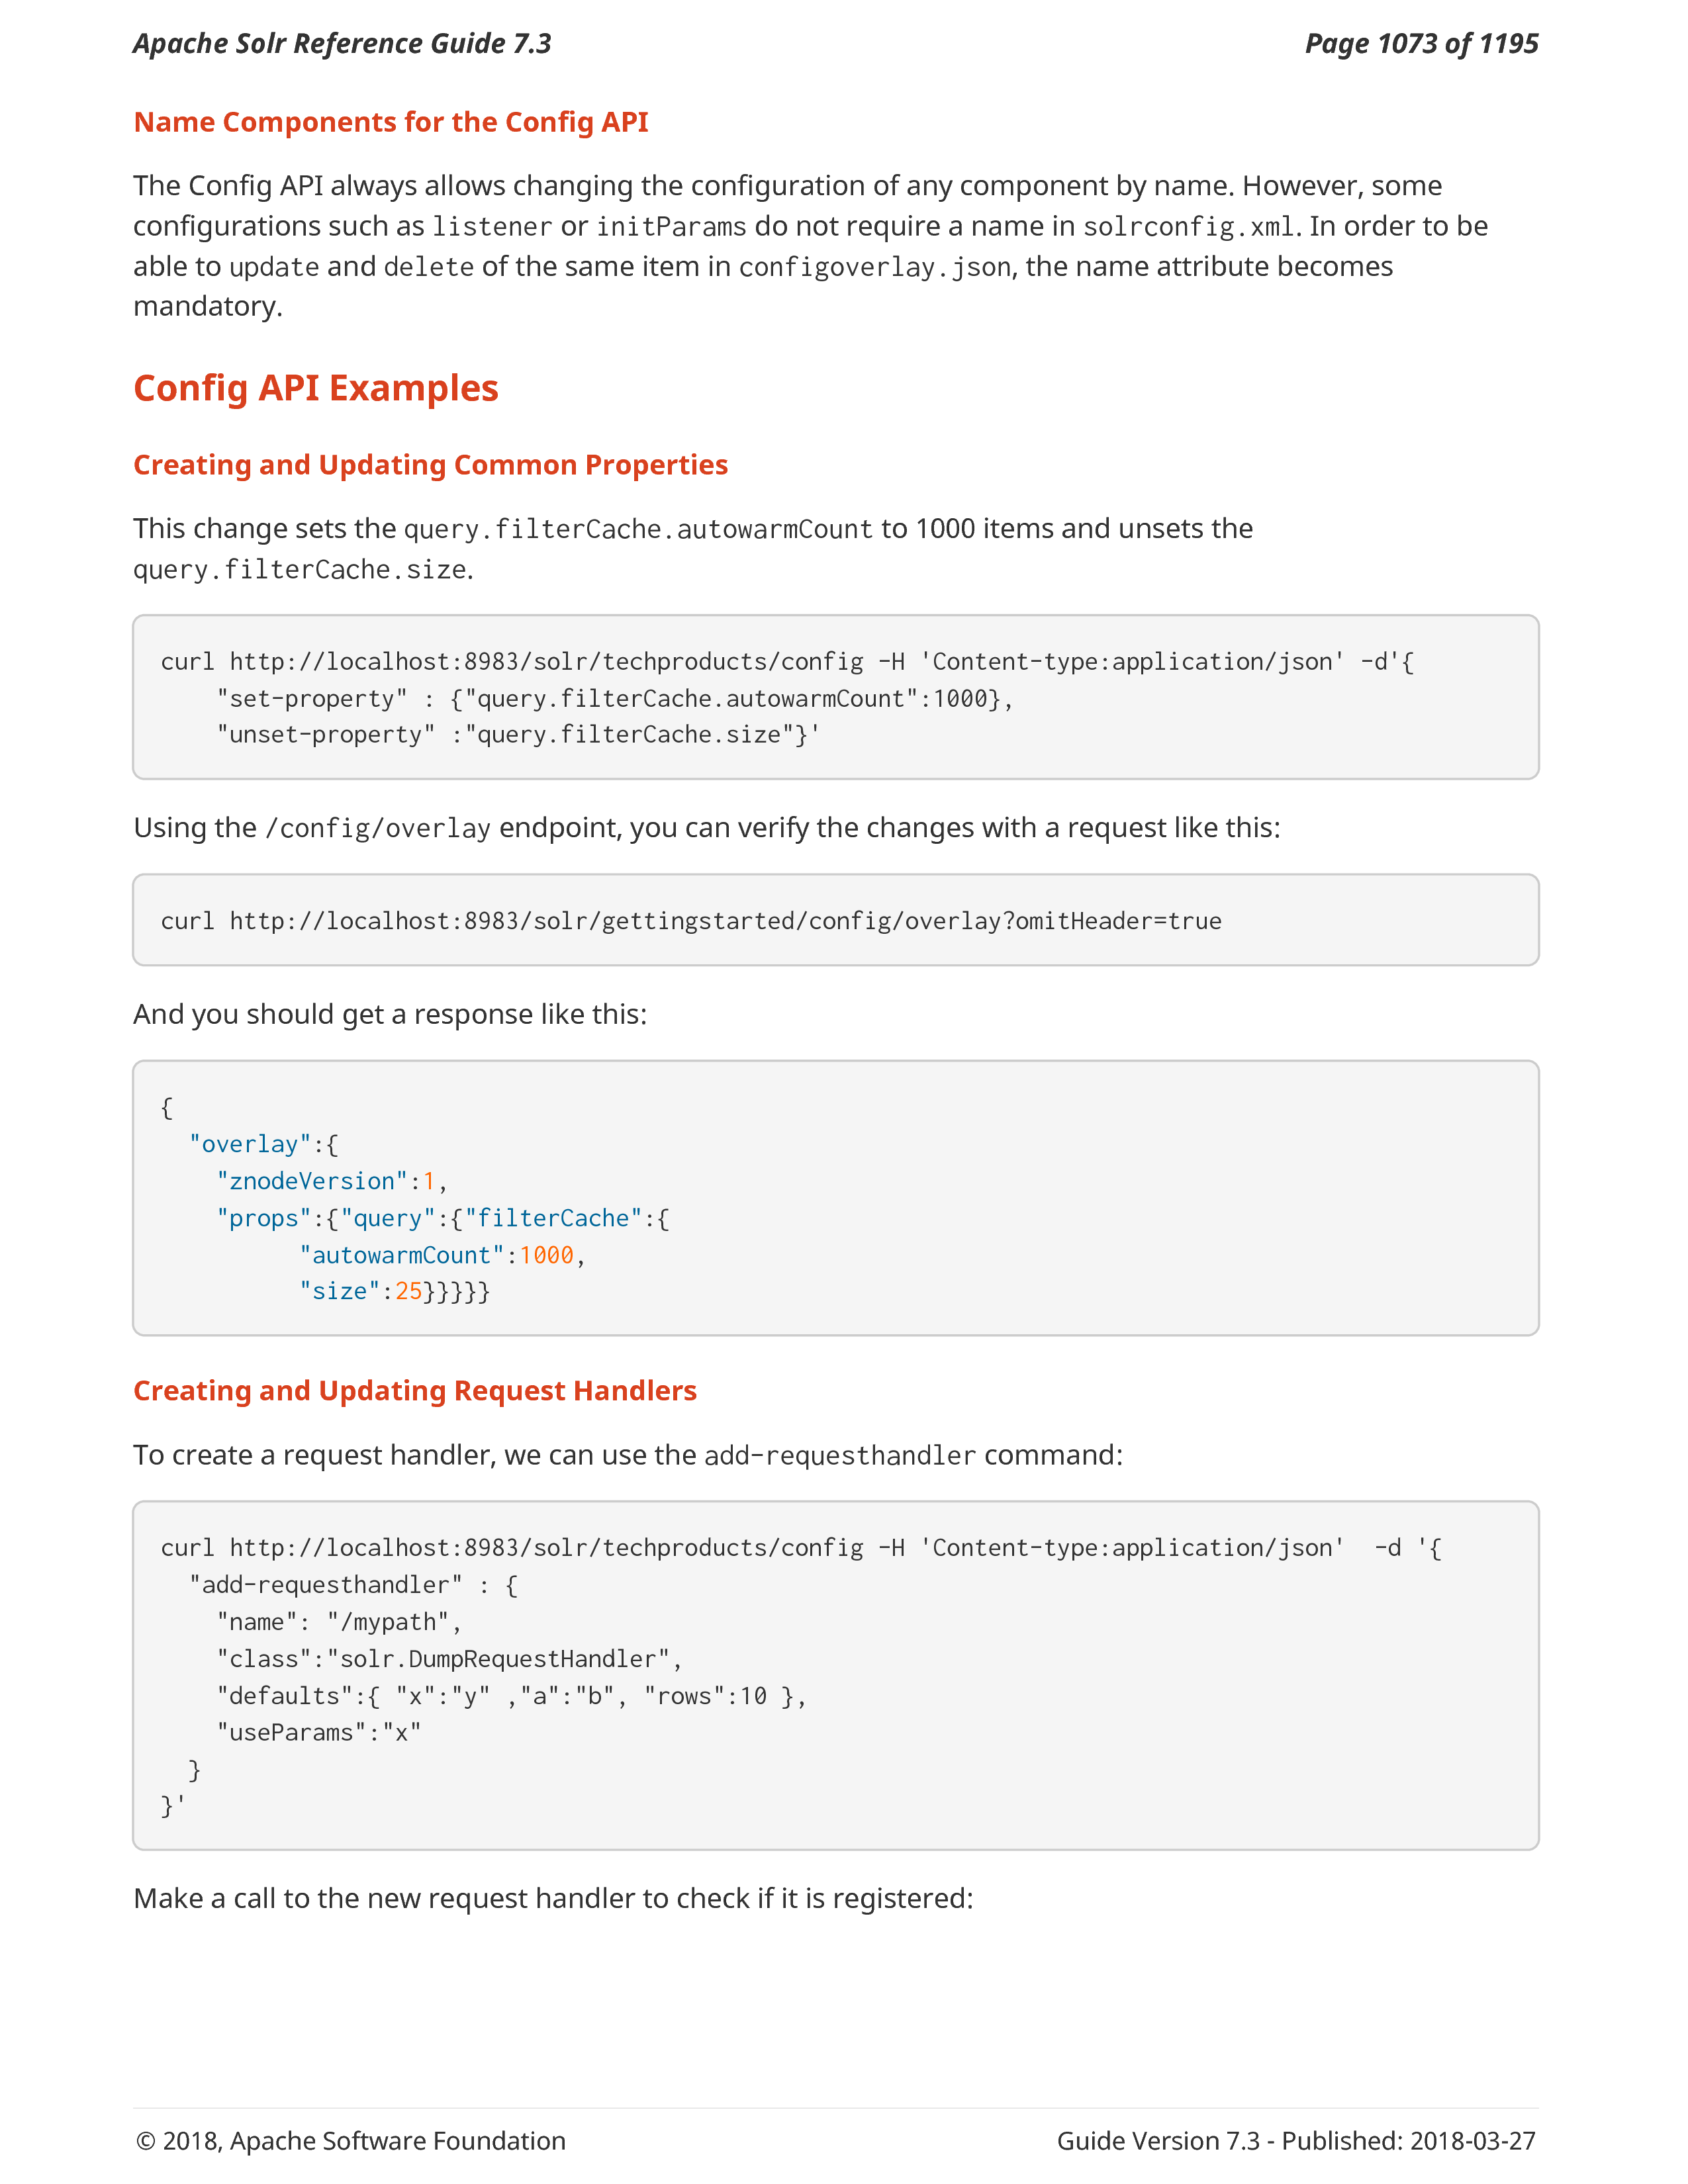 Apache Solr Reference Guide 7.3 Page 1073 of 1195
Name Components for the Config API
The Config API always allows changing the configuration of any component by name. However, some
configurations such as listener or initParams do not require a name in solrconfig.xml. In order to be
able to update and delete of the same item in configoverlay.json, the name attribute becomes
mandatory.
Config API Examples
Creating and Updating Common Properties
This change sets the query.filterCache.autowarmCount to 1000 items and unsets the
query.filterCache.size.
curl http://localhost:8983/solr/techproducts/config -H 'Content-type:application/json' -d'{
    "set-property" : {"query.filterCache.autowarmCount":1000},
    "unset-property" :"query.filterCache.size"}'
Using the /config/overlay endpoint, you can verify the changes with a request like this:
curl http://localhost:8983/solr/gettingstarted/config/overlay?omitHeader=true
And you should get a response like this:
{
  "overlay":{
    "znodeVersion":1,
    "props":{"query":{"filterCache":{
          "autowarmCount":1000,
          "size":25}}}}}
Creating and Updating Request Handlers
To create a request handler, we can use the add-requesthandler command:
curl http://localhost:8983/solr/techproducts/config -H 'Content-type:application/json'  -d '{
  "add-requesthandler" : {
    "name": "/mypath",
    "class":"solr.DumpRequestHandler",
    "defaults":{ "x":"y" ,"a":"b", "rows":10 },
    "useParams":"x"
  }
}'
Make a call to the new request handler to check if it is registered:
© 2018, Apache Software Foundation Guide Version 7.3 - Published: 2018-03-27